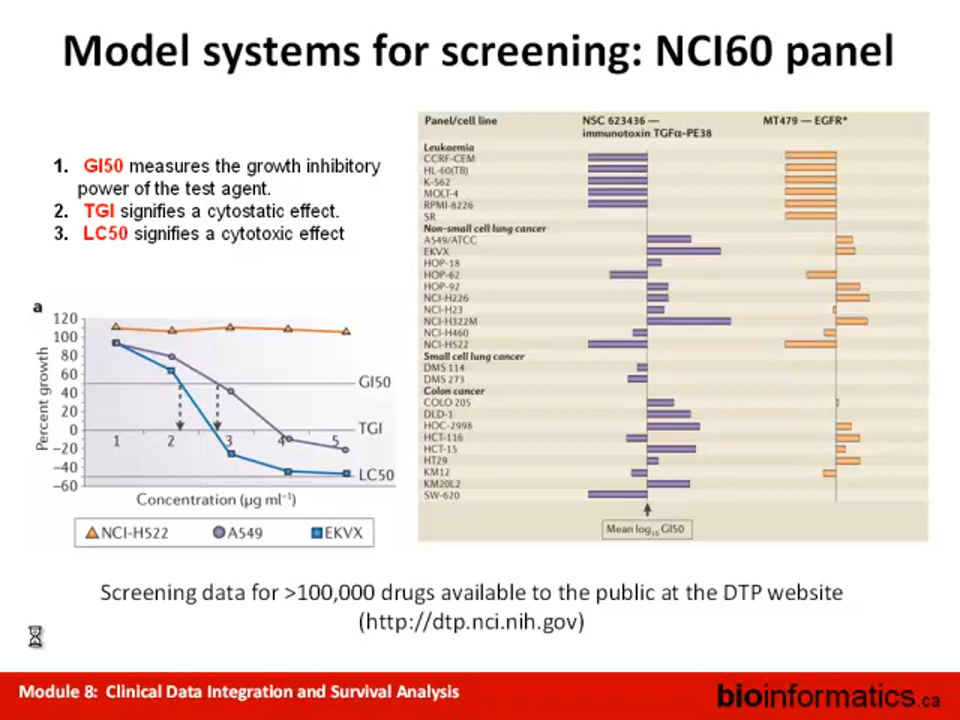 Model systems for screening: NCI60 panel
1. GI50 measures the growth inhibitory
power of the test agent.
2. TGI signifies a cytostatic effect.
3. LC50 signifies a cytotoxic effect
a
120
100
80
60
40
20
0
−20
−40
−60
Percent growth
GI50
TGI
LC50
1 2 3 4 5
Concentration (µg ml⁻¹)
NCI-H522 A549 EKVX
Panel/cell line NSC 623436 — MT479 — EGFR*
immunotoxin TGFα–PE38
Leukaemia
CCRF-CEM
HL-60(TB)
K-562
MOLT-4
RPMI-8226
SR
Non-small cell lung cancer
A549/ATCC
EKVX
HOP-18
HOP-62
HOP-92
NCI-H226
NCI-H23
NCI-H322M
NCI-H460
NCI-H522
Small cell lung cancer
DMS 114
DMS 273
Colon cancer
COLO 205
DLD-1
HOC-2998
HCT-116
HCT-15
HT29
KM12
KM20L2
SW-620
Mean log₁₀ GI50
Screening data for >100,000 drugs available to the public at the DTP website
(http://dtp.nci.nih.gov)
Module 8: Clinical Data Integration and Survival Analysis
bioinformatics.ca